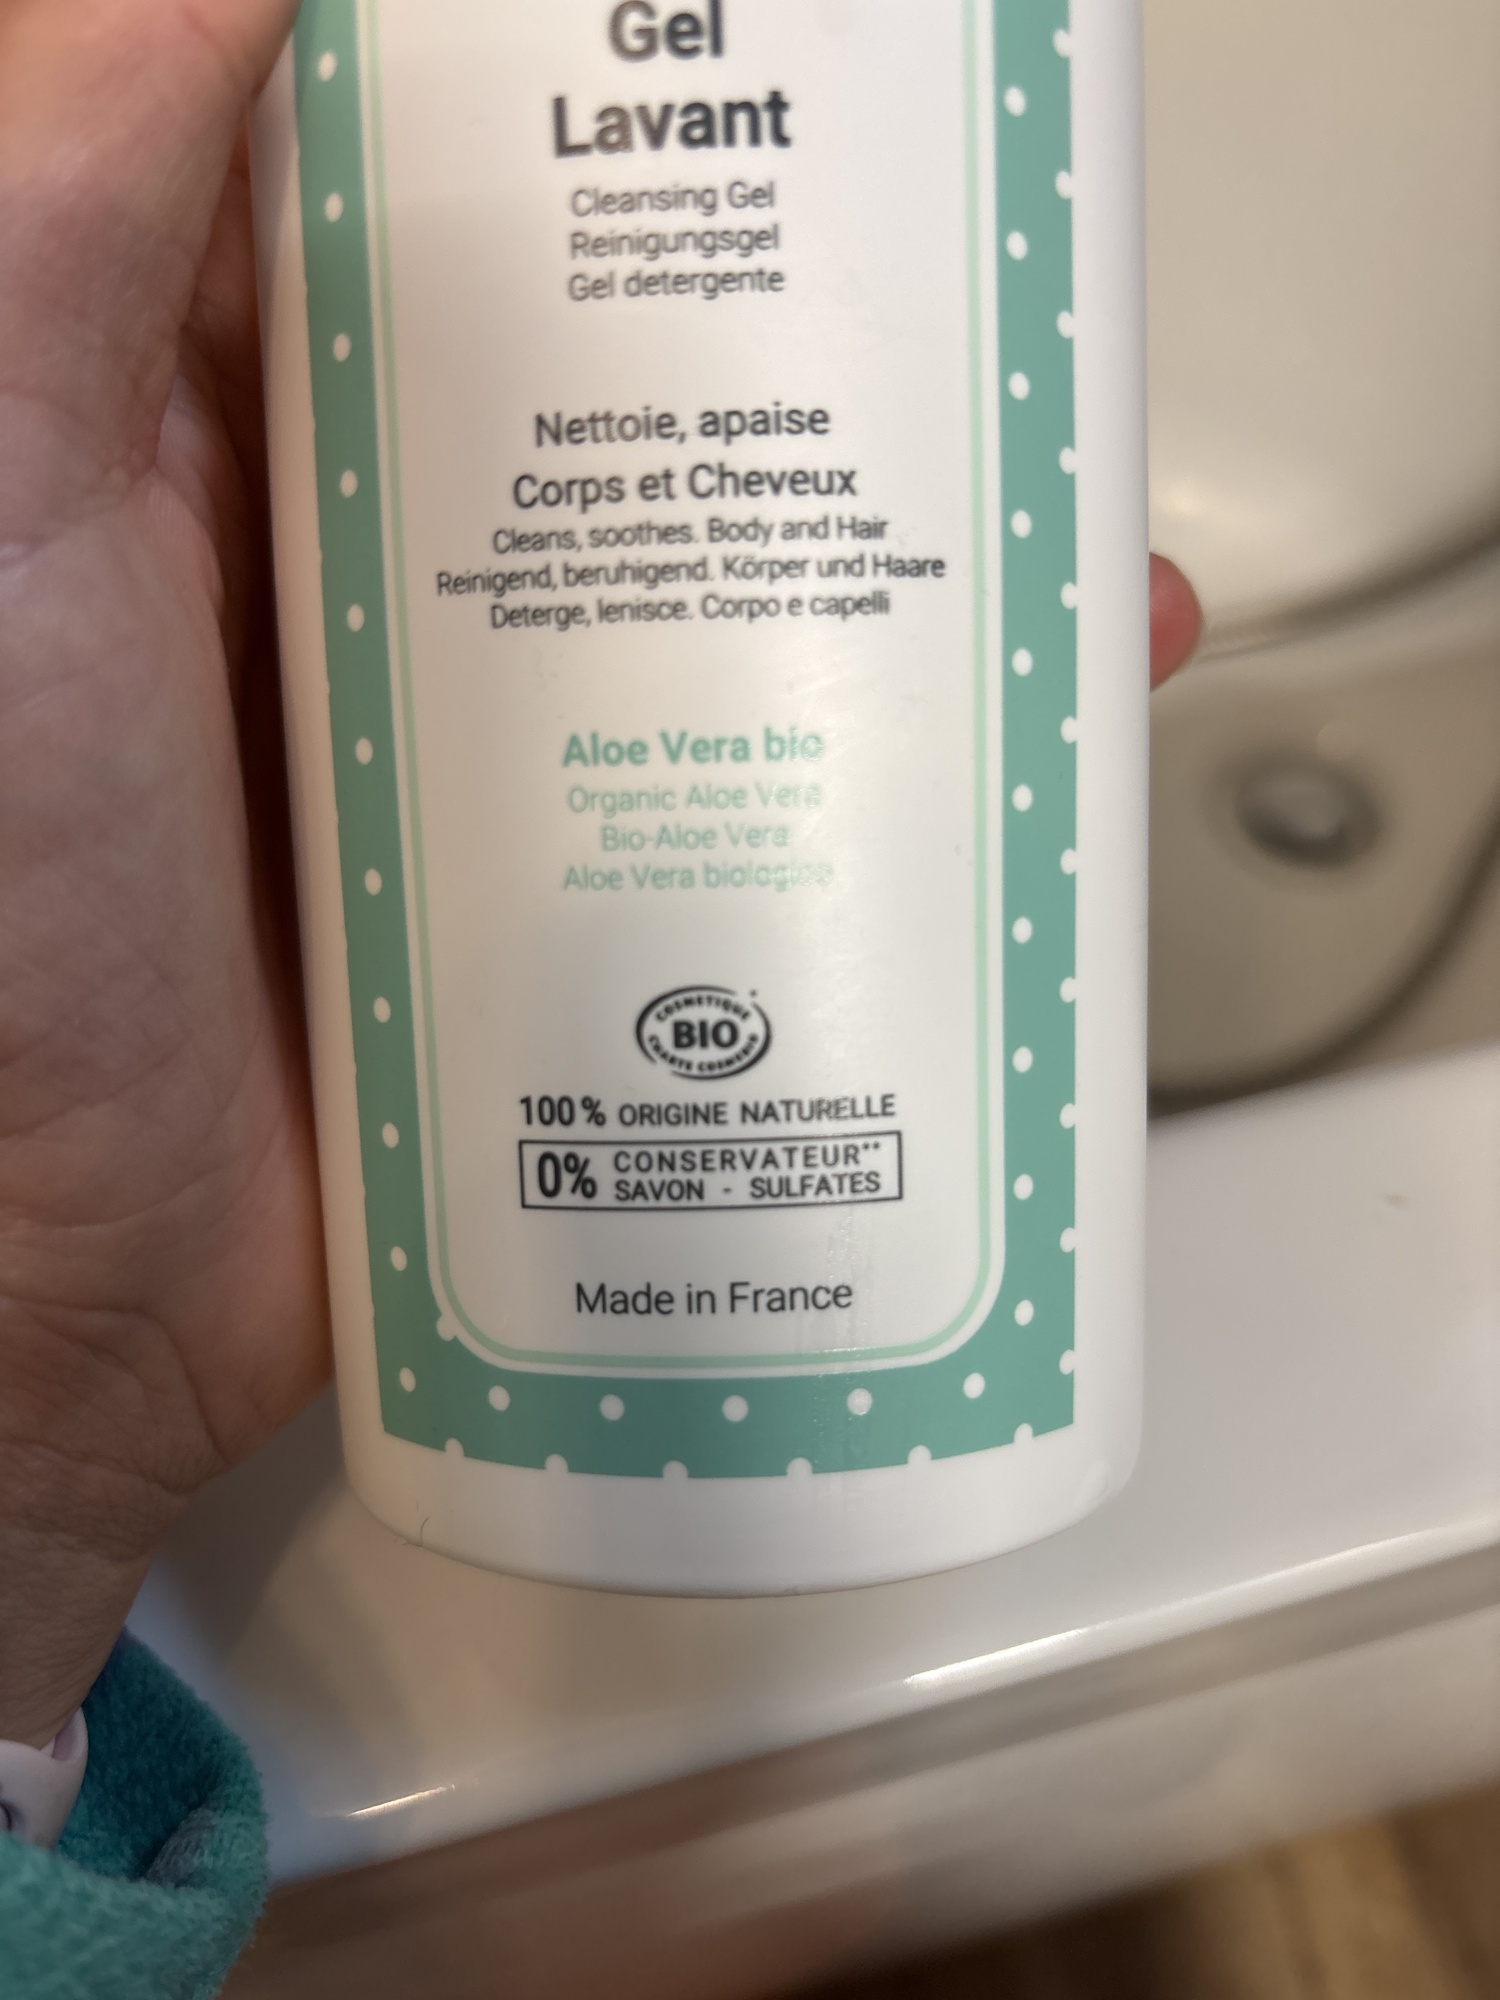 Gel
Lavant
Cleansing Gel
Reinigungsgel
Gel detergente
Nettoie, apaise
Corps et Cheveux
Cleans, soothes. Body and Hair
Reinigend, beruhigend. Körper und Haare
Deterge, lenisce. Corpo e capelli
Aloe Vera bio
Organic Aloe Vera
Bio-Aloe Vera
Aloe Vera biologico
COSMETIQUE
BIO
CHARTE COSMEBIO
100% ORIGINE NATURELLE
0% CONSERVATEUR**
SAVON - SULFATES
Made in France